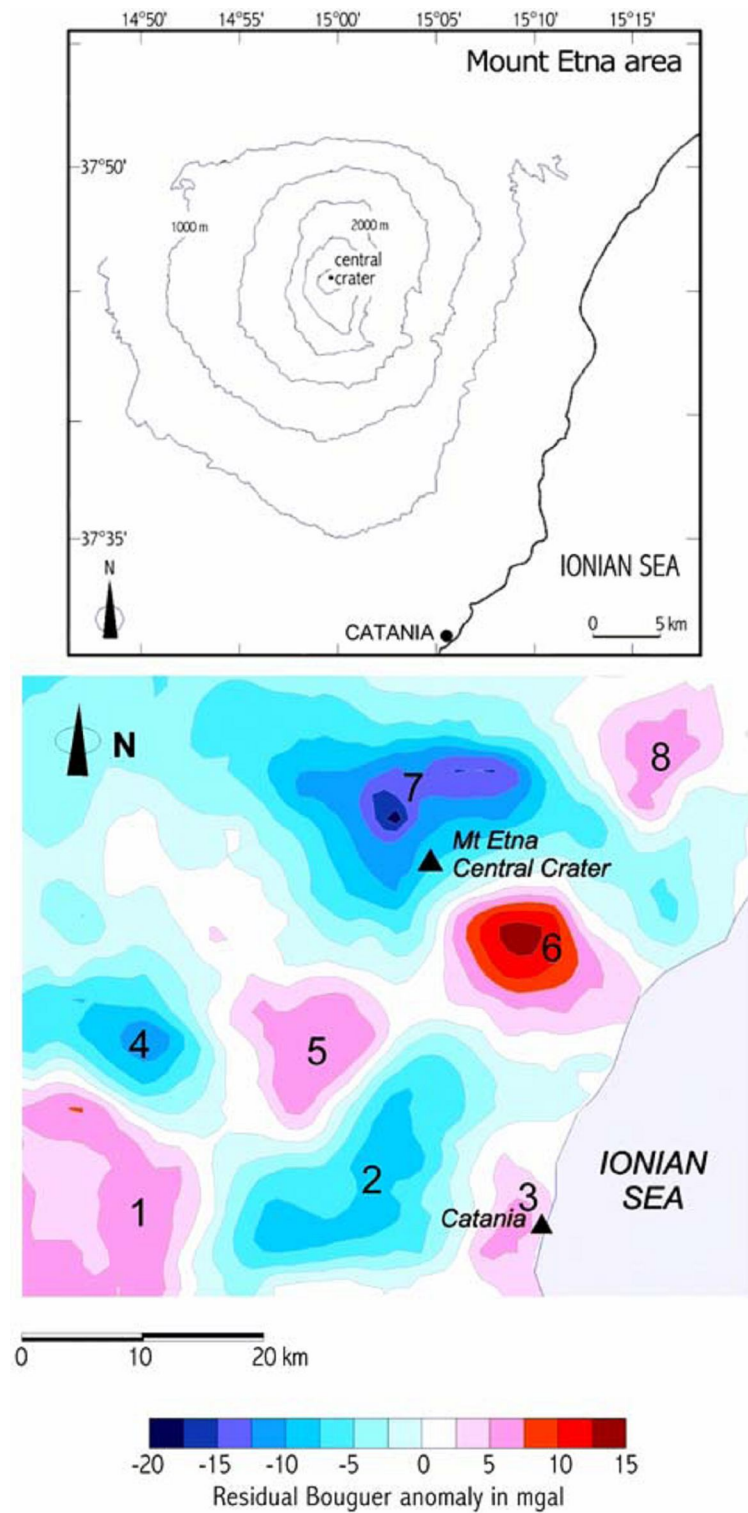 14°50' 14°55' 15°00' 15°05' 15°10' 15°15'
Mount Etna area
37°50'
1000 m
2000 m
central
crater
37°35'
N
IONIAN SEA
CATANIA
0 5 km
N
8
7
Mt Etna
Central Crater
6
4
5
IONIAN
SEA
2
3
1
Catania
0 10 20 km
-20 -15 -10 -5 0 5 10 15
Residual Bouguer anomaly in mgal